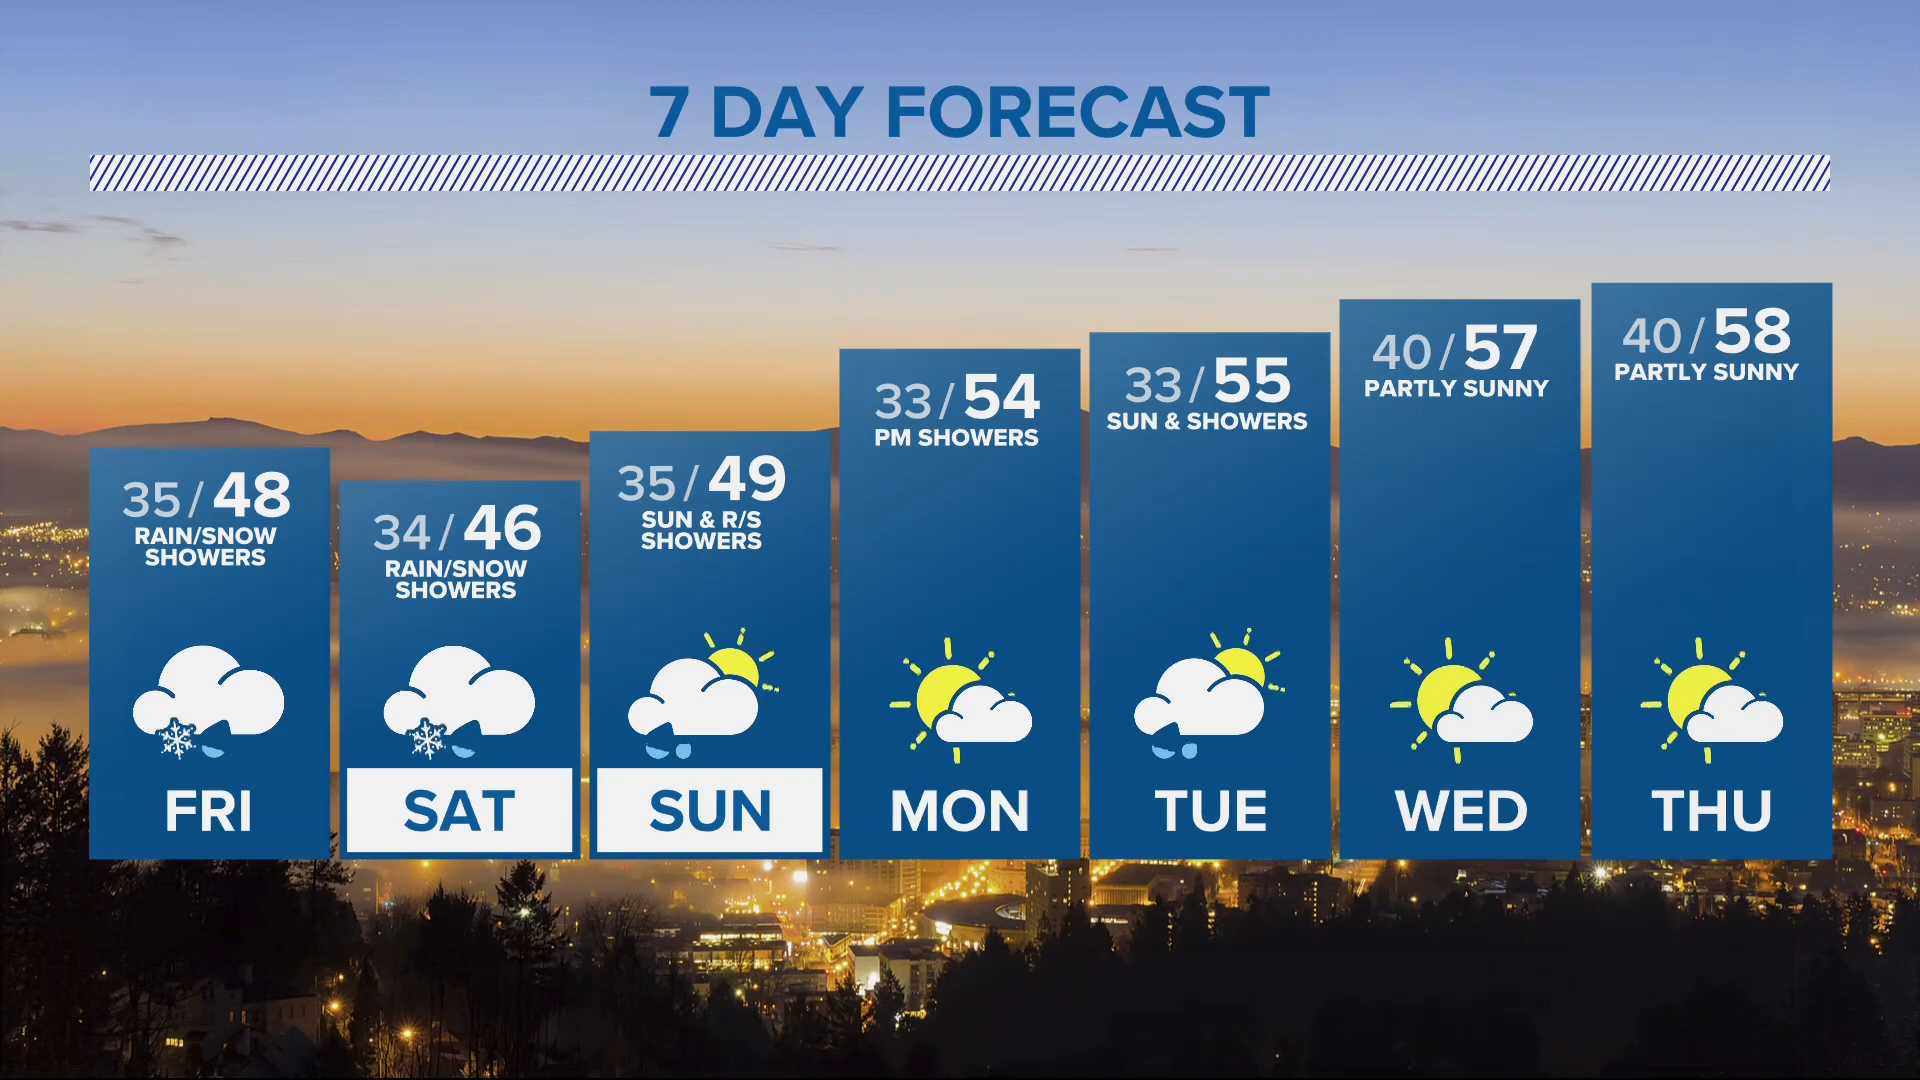 7 DAY FORECAST
35/48
RAIN/SNOW
SHOWERS
FRI
34/46
RAIN/SNOW
SHOWERS
SAT
35/49
SUN & R/S
SHOWERS
SUN
33/54
PM SHOWERS
MON
33/55
SUN & SHOWERS
TUE
40/57
PARTLY SUNNY
WED
40/58
PARTLY SUNNY
THU